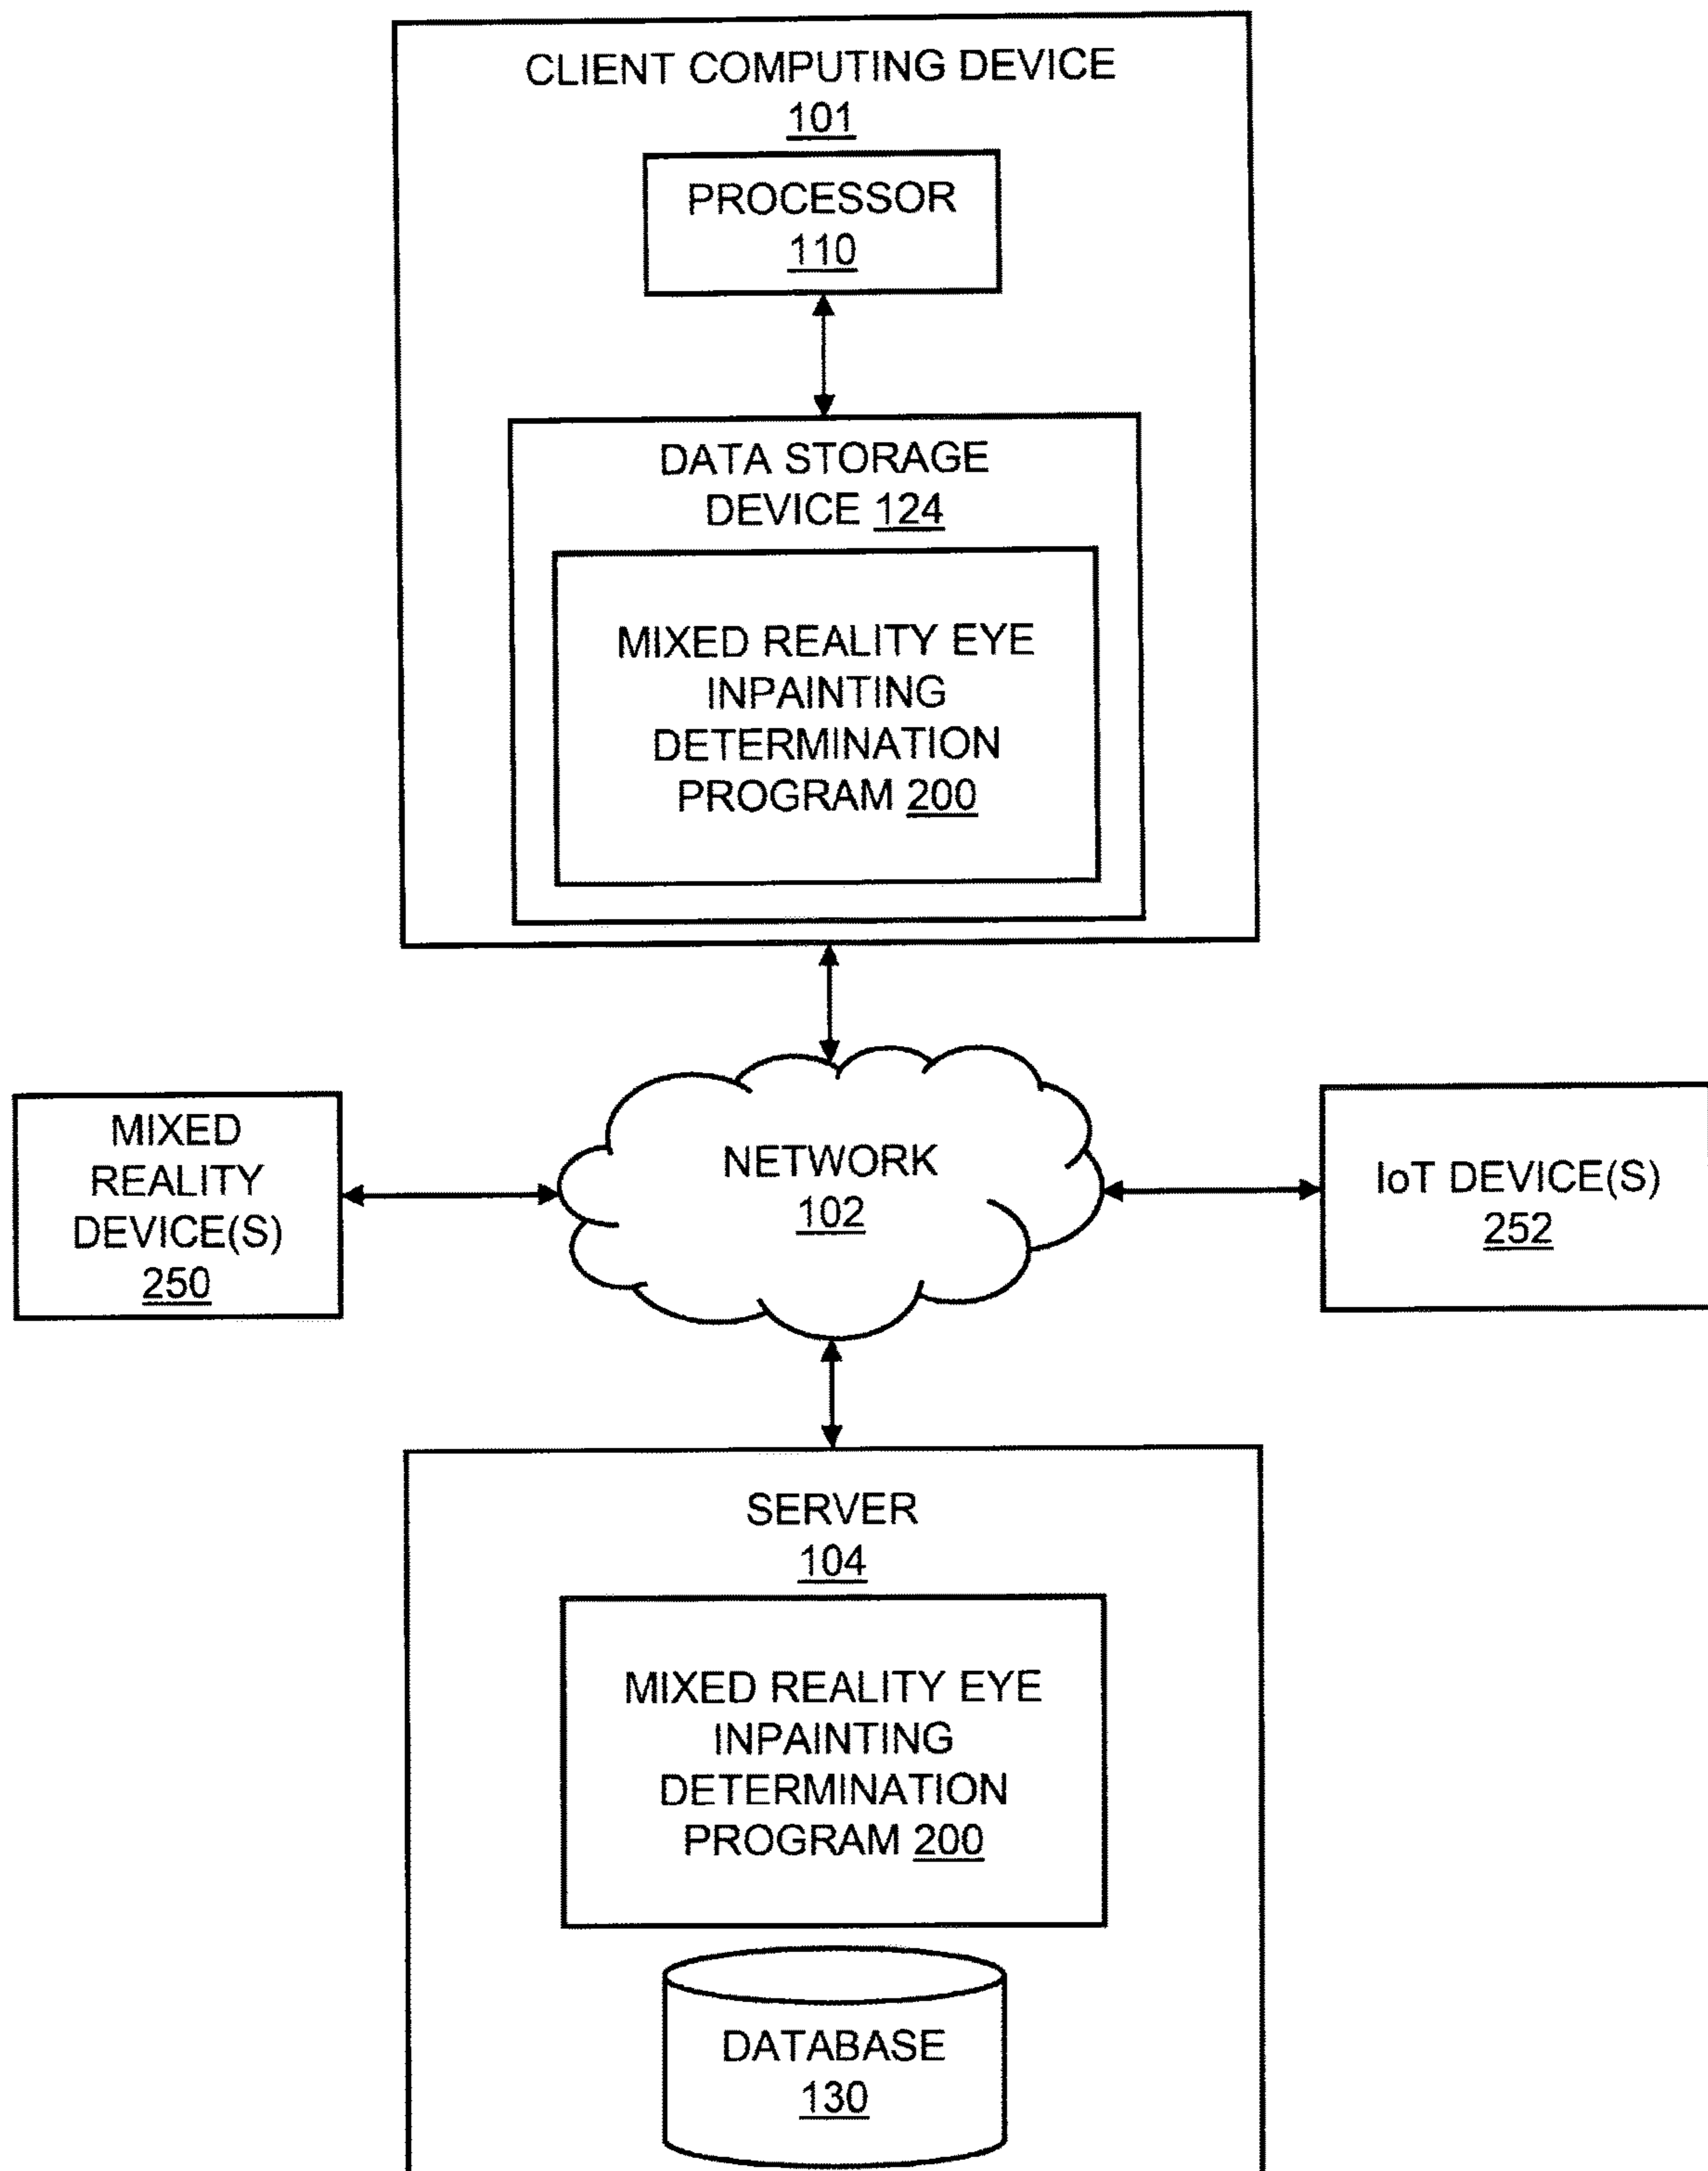 CLIENT COMPUTING DEVICE
101
PROCESSOR
110
DATA STORAGE
DEVICE 124
MIXED REALITY EYE
INPAINTING
DETERMINATION
PROGRAM 200
MIXED
REALITY
DEVICE(S)
250
NETWORK
102
IoT DEVICE(S)
252
SERVER
104
MIXED REALITY EYE
INPAINTING
DETERMINATION
PROGRAM 200
DATABASE
130